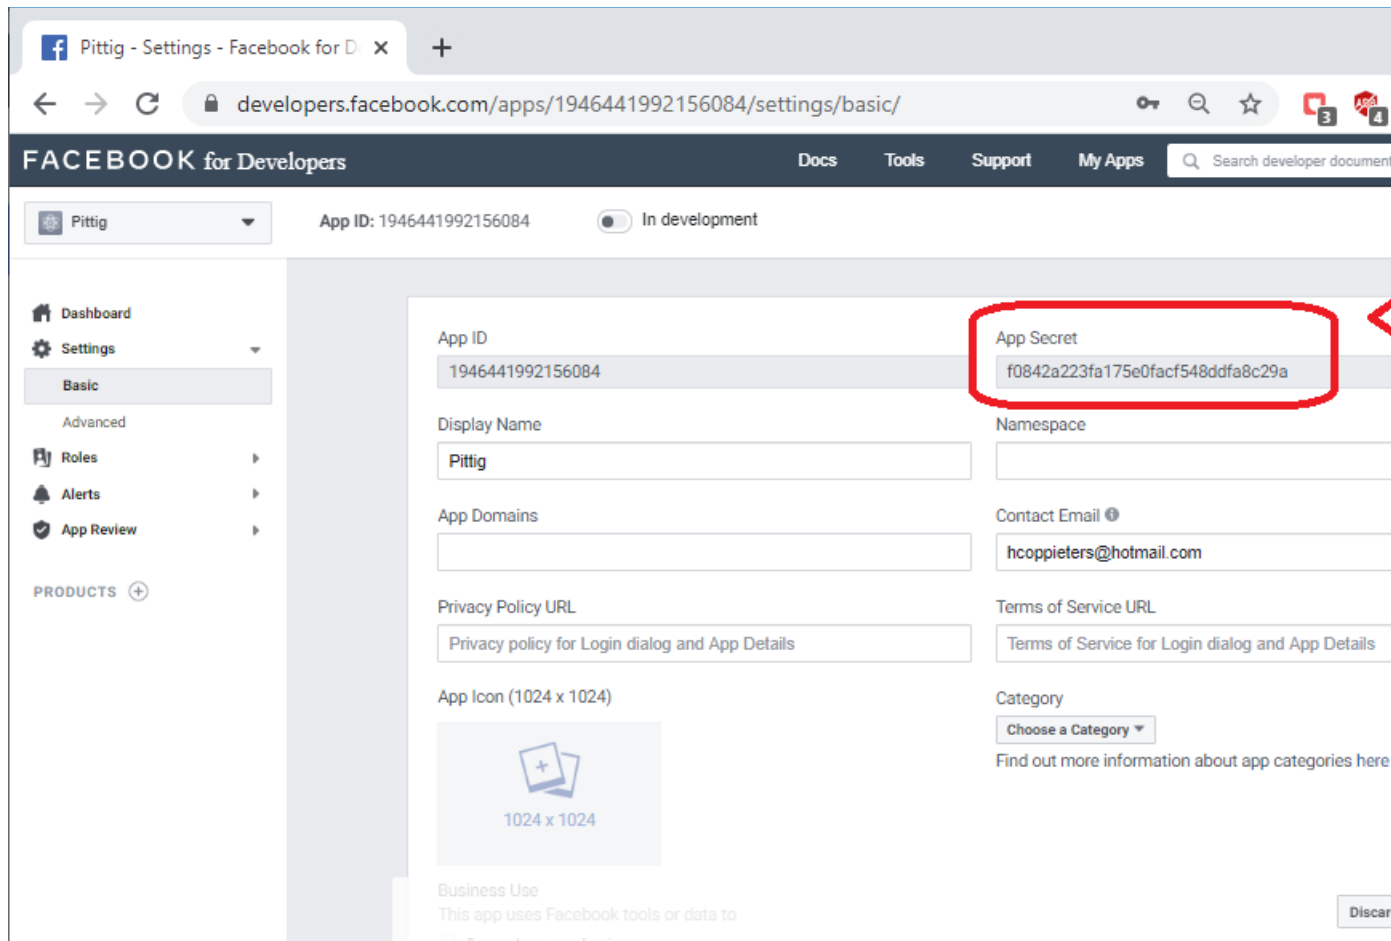 Pittig - Settings - Facebook for D
developers.facebook.com/apps/1946441992156084/settings/basic/
3
4
FACEBOOK for Developers
Docs Tools Support My Apps Search developer document
Pittig App ID: 1946441992156084 In development
Dashboard
Settings
Basic
Advanced
Roles
Alerts
App Review
PRODUCTS
App ID
1946441992156084
App Secret
f0842a223fa175e0facf548ddfa8c29a
Display Name
Pittig
Namespace
App Domains
Contact Email
hcoppieters@hotmail.com
Privacy Policy URL
Privacy policy for Login dialog and App Details
Terms of Service URL
Terms of Service for Login dialog and App Details
App Icon (1024 x 1024)
1024 x 1024
Category
Choose a Category
Find out more information about app categories here
Business Use
This app uses Facebook tools or data to
Discar